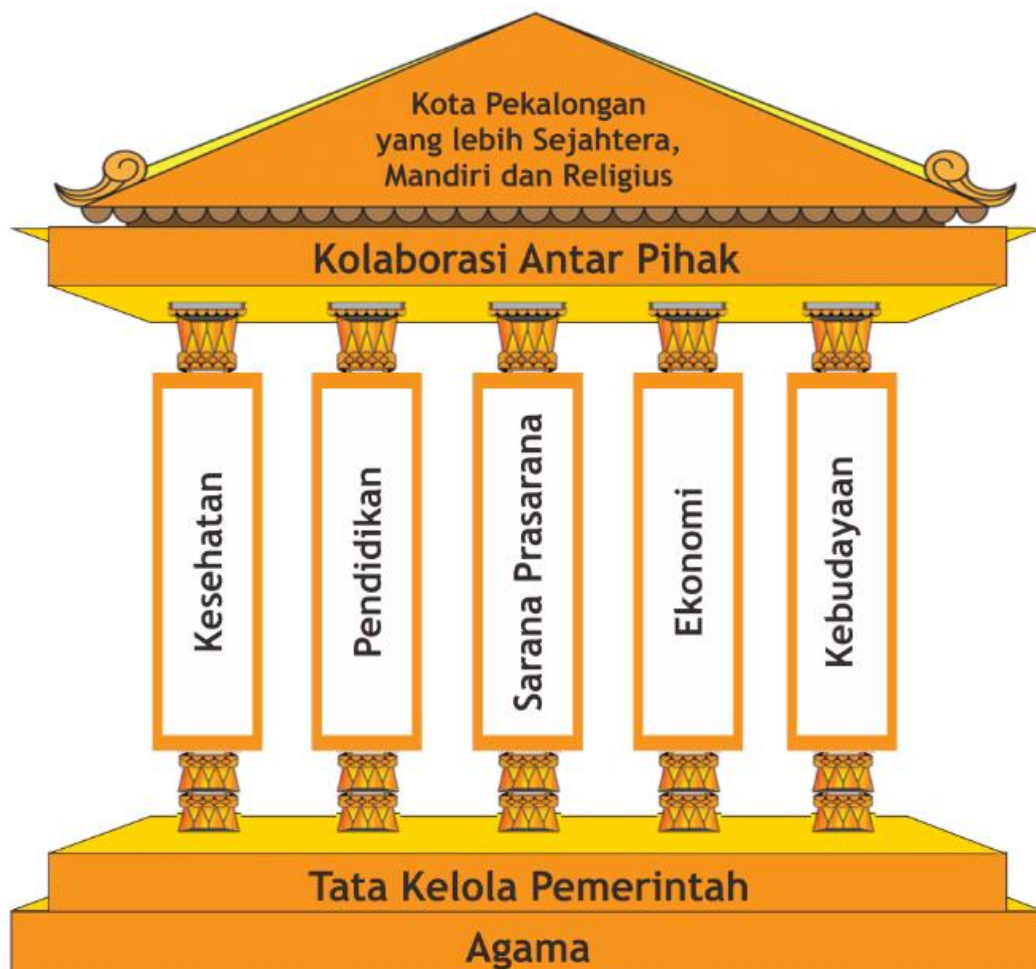 Kota Pekalongan
yang lebih Sejahtera,
Mandiri dan Religius
Kolaborasi Antar Pihak
Kesehatan
Pendidikan
Sarana Prasarana
Ekonomi
Kebudayaan
Tata Kelola Pemerintah
Agama